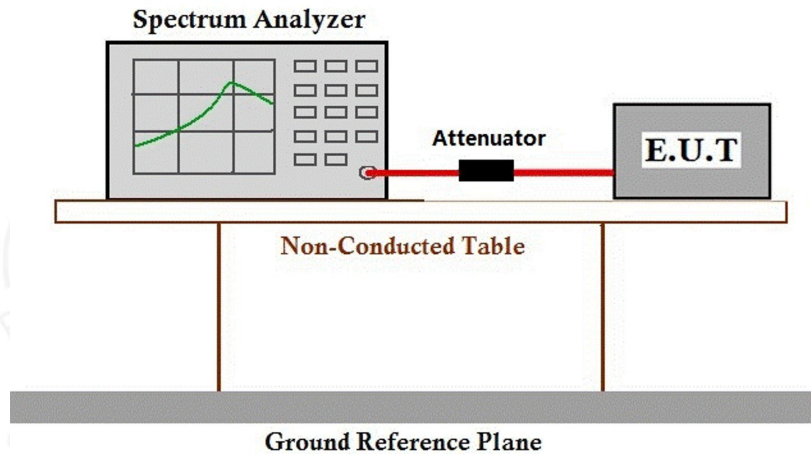 Spectrum Analyzer
Attenuator
E.U.T
Non-Conducted Table
Ground Reference Plane